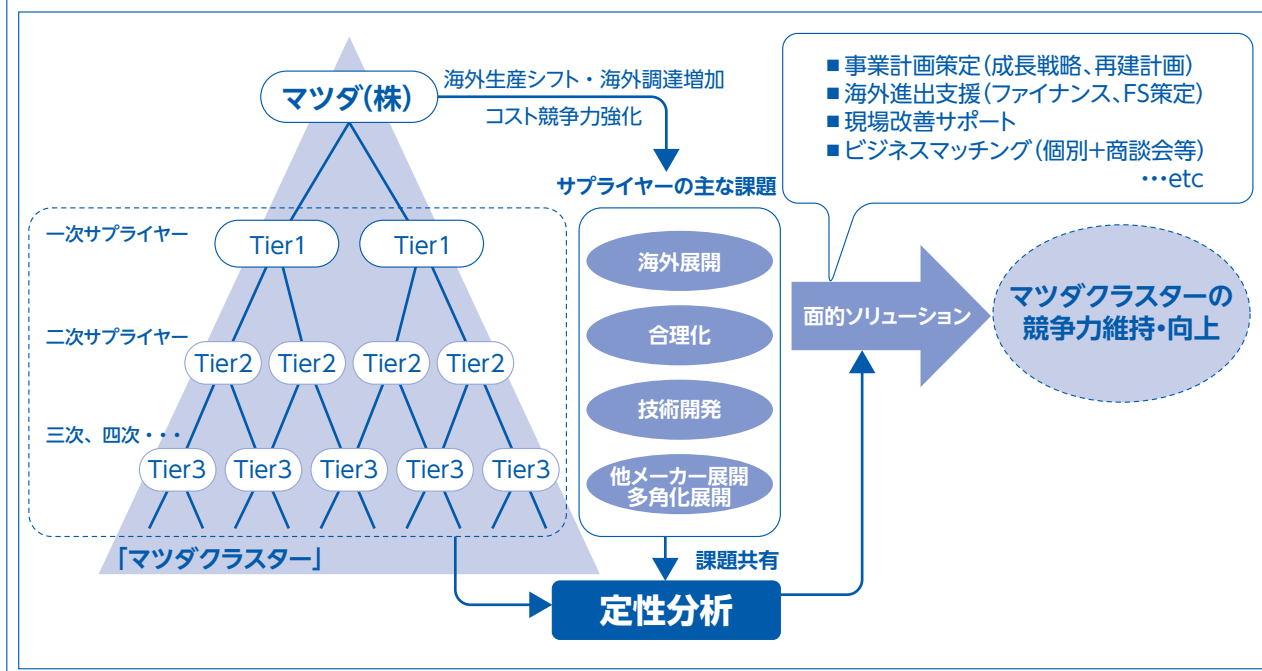 マツダ(株)
海外生産シフト・海外調達増加
コスト競争力強化
サプライヤーの主な課題
■事業計画策定(成長戦略、再建計画)
■海外進出支援(ファイナンス、FS策定)
■現場改善サポート
■ビジネスマッチング(個別+商談会等)
･･･etc
一次サプライヤー
Tier1
Tier1
二次サプライヤー
Tier2
Tier2
Tier2
Tier2
三次、四次・・・
Tier3
Tier3
Tier3
Tier3
Tier3
「マツダクラスター」
海外展開
合理化
技術開発
他メーカー展開
多角化展開
課題共有
定性分析
面的ソリューション
マツダクラスターの
競争力維持・向上